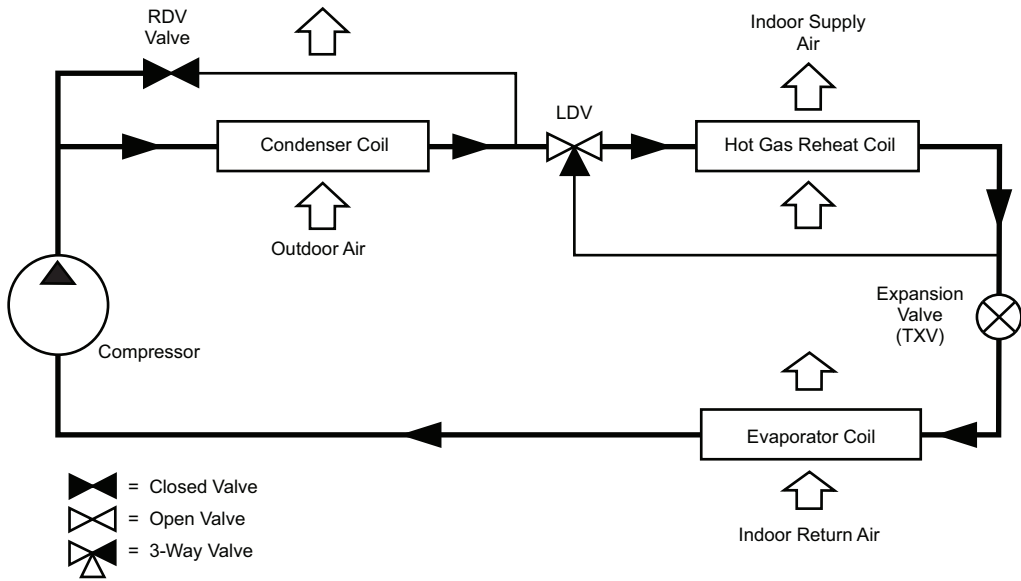 RDV
Valve
Indoor Supply
Air
LDV
Condenser Coil
Hot Gas Reheat Coil
Outdoor Air
Expansion
Valve
(TXV)
Compressor
Evaporator Coil
= Closed Valve
= Open Valve
= 3-Way Valve
Indoor Return Air